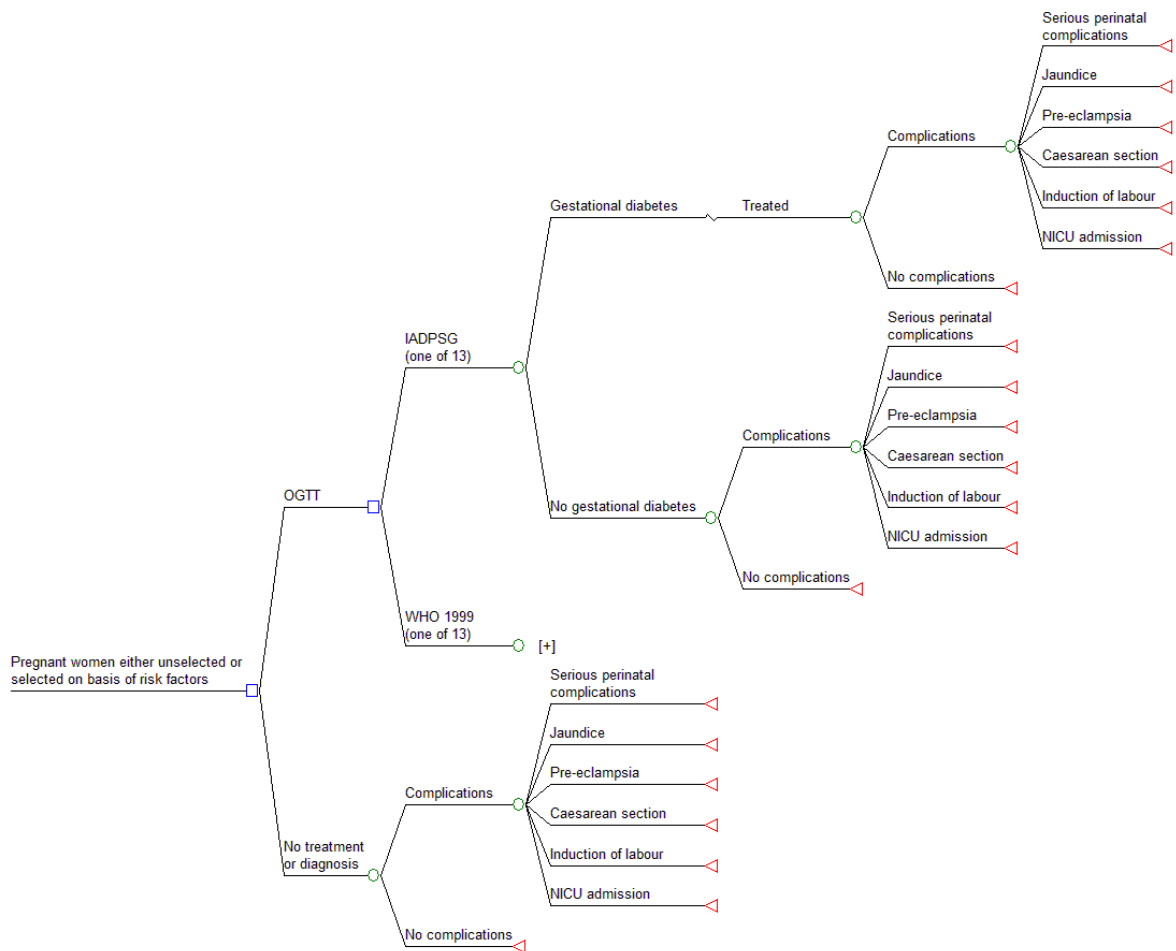 Serious perinatal
complications
Jaundice
Pre-eclampsia
Complications
Caesarean section
Induction of labour
Gestational diabetes
Treated
NICU admission
No complications
Serious perinatal
complications
IADPSG
(one of 13)
Jaundice
Pre-eclampsia
Complications
Caesarean section
OGTT
Induction of labour
No gestational diabetes
NICU admission
No complications
WHO 1999
(one of 13)
[+]
Pregnant women either unselected or
selected on basis of risk factors
Serious perinatal
complications
Jaundice
Pre-eclampsia
Complications
Caesarean section
No treatment
or diagnosis
Induction of labour
NICU admission
No complications